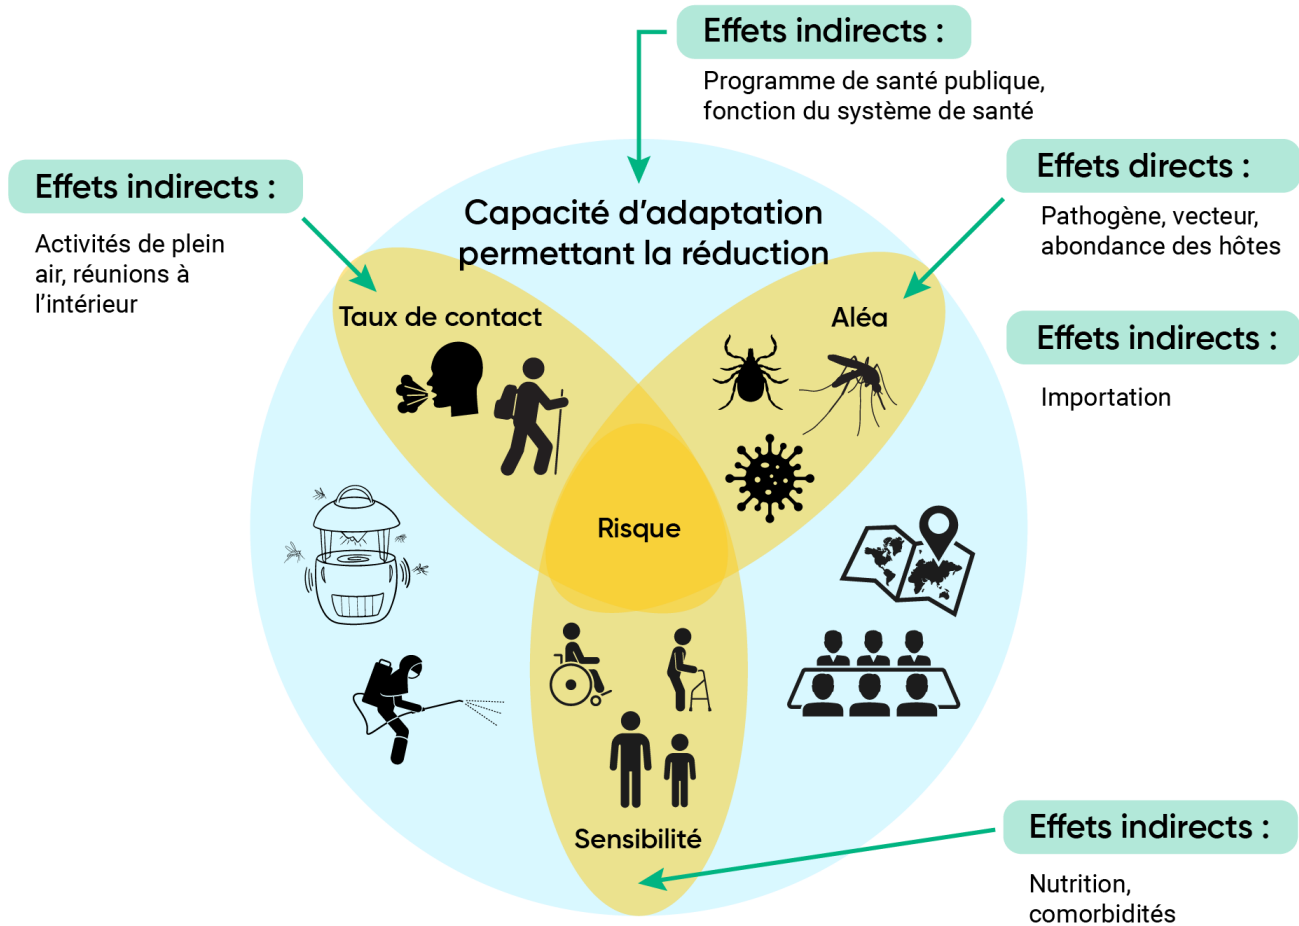 Effets indirects :
Programme de santé publique,
fonction du système de santé
Effets directs :
Pathogène, vecteur,
abondance des hôtes
Effets indirects :
Activités de plein
air, réunions à
l’intérieur
Capacité d’adaptation
permettant la réduction
Taux de contact
Aléa
Effets indirects :
Importation
Risque
Sensibilité
Effets indirects :
Nutrition,
comorbidités